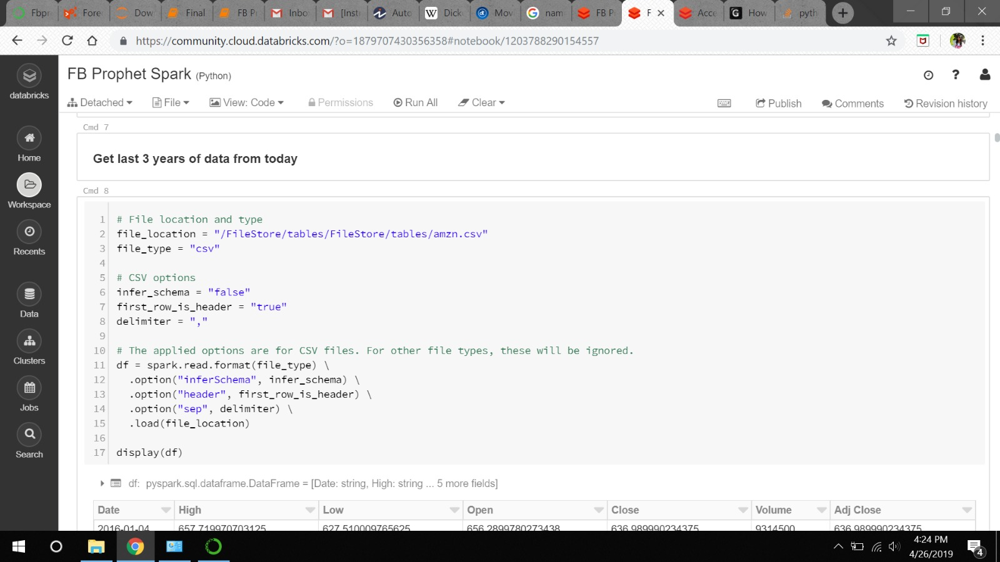 Fbpr
Fore
Dow
Final
FB P
Inbo
[Inst
Auto
W
Dick
Mov
G
nam
FB P
F
Acce
G
How
pyth
https://community.cloud.databricks.com/?o=1879707430356358#notebook/1203788290154557
databricks
FB Prophet Spark (Python)
?
Detached
File
View: Code
Permissions
Run All
Clear
Publish
Comments
Revision history
Home
Workspace
Recents
Data
Clusters
Jobs
Search
Cmd 7
Get last 3 years of data from today
Cmd 8
1 # File location and type
2 file_location = "/FileStore/tables/FileStore/tables/amzn.csv"
3 file_type = "csv"
4
5 # CSV options
6 infer_schema = "false"
7 first_row_is_header = "true"
8 delimiter = ","
9
10 # The applied options are for CSV files. For other file types, these will be ignored.
11 df = spark.read.format(file_type) \
12 .option("inferSchema", infer_schema) \
13 .option("header", first_row_is_header) \
14 .option("sep", delimiter) \
15 .load(file_location)
16
17 display(df)
df: pyspark.sql.dataframe.DataFrame = [Date: string, High: string ... 5 more fields]
Date High Low Open Close Volume Adj Close
2016-01-04 657.719970703125 627.510009765625 656.2899780273438 636.989990234375 9314500 636.989990234375
4:24 PM
4/26/2019
4